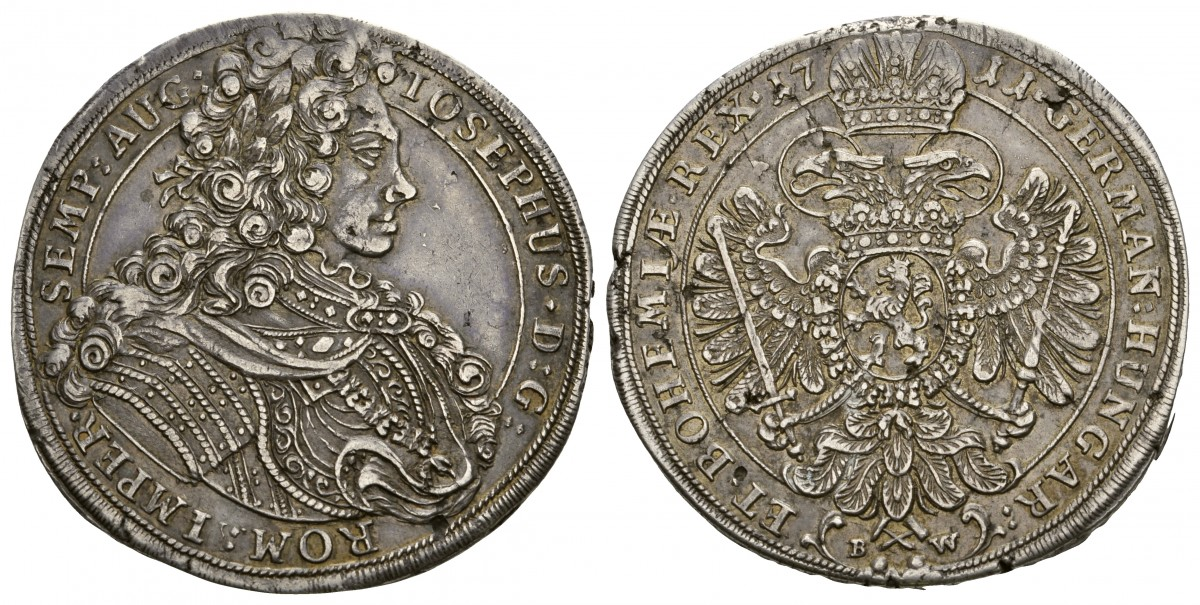 IOSEPHUS · D: G · ROM: IMPER · SEMP: AUG:
17 11 · GERMAN: HUNGAR: ET · BOHEMIÆ REX ·
B W